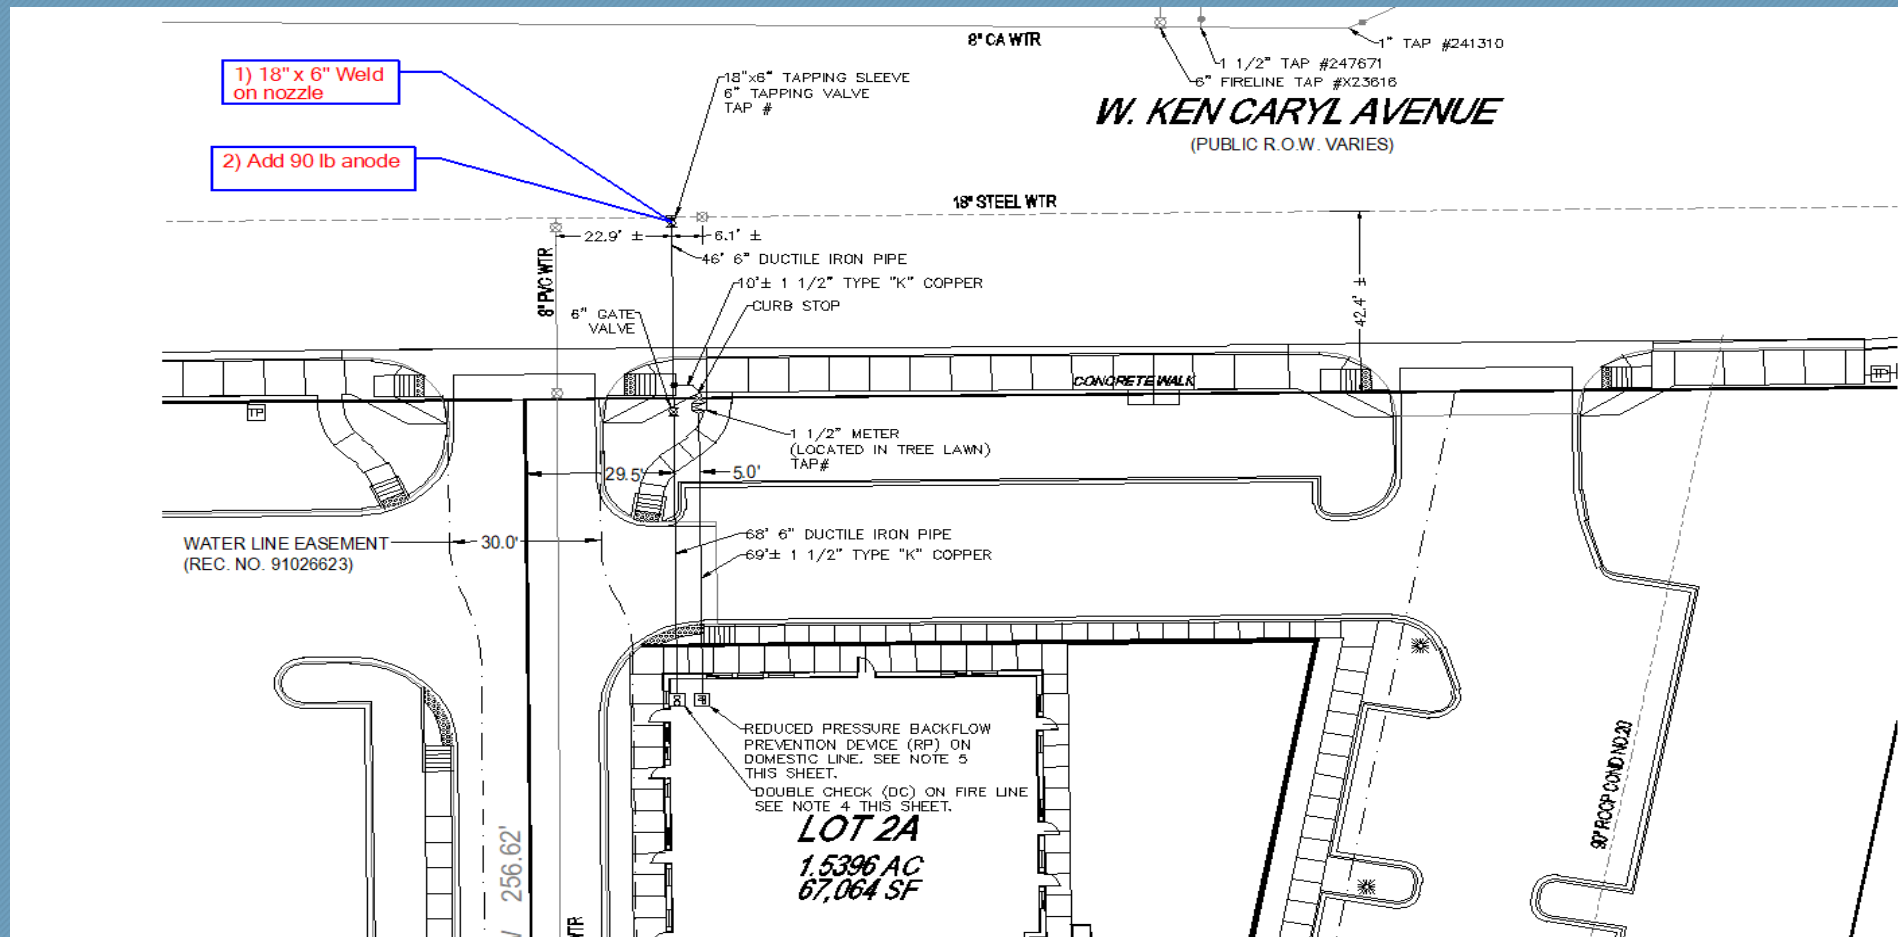 8" CA WTR
1" TAP #241310
1 1/2" TAP #247671
6" FIRELINE TAP #X23616
1) 18" x 6" Weld
on nozzle
18"x6" TAPPING SLEEVE
6" TAPPING VALVE
TAP #
W. KEN CARYL AVENUE
(PUBLIC R.O.W. VARIES)
2) Add 90 lb anode
18" STEEL WTR
22.9' ±
6.1' ±
46' 6" DUCTILE IRON PIPE
8" PVC WTR
10'± 1 1/2" TYPE "K" COPPER
CURB STOP
6" GATE
VALVE
42.4' ±
CONCRETE WALK
TP
TP
1 1/2" METER
(LOCATED IN TREE LAWN)
TAP#
29.5'
5.0'
WATER LINE EASEMENT
(REC. NO. 91026623)
30.0'
68' 6" DUCTILE IRON PIPE
69'± 1 1/2" TYPE "K" COPPER
DC
RP
REDUCED PRESSURE BACKFLOW
PREVENTION DEVICE (RP) ON
DOMESTIC LINE. SEE NOTE 5
THIS SHEET.
DOUBLE CHECK (DC) ON FIRE LINE
SEE NOTE 4 THIS SHEET.
LOT 2A
1.5396 AC
67,064 SF
256.62'
WTR